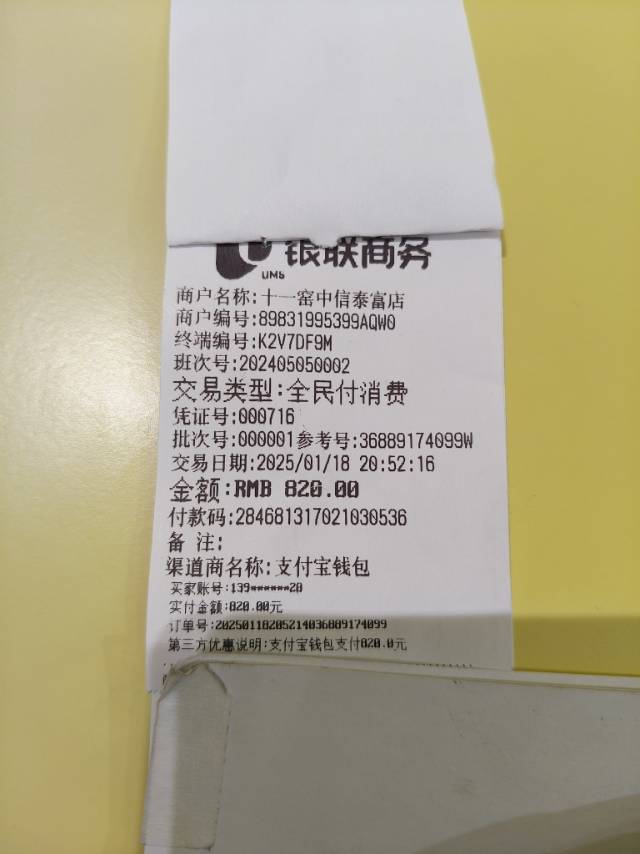 银联商务
UMS
商户名称:十一窑中信泰富店
商户编号:89831995399AQW0
终端编号:K2V7DF9M
班次号:202405050002
交易类型:全民付消费
凭证号:000716
批次号:000001参考号:36889174099W
交易日期:2025/01/18 20:52:16
金额:RMB 820.00
付款码:284681317021030536
备 注:
渠道商名称:支付宝钱包
买家账号:139******28
实付金额:820.00元
订单号:20250118205214036889174099
第三方优惠说明:支付宝钱包支付820.0元